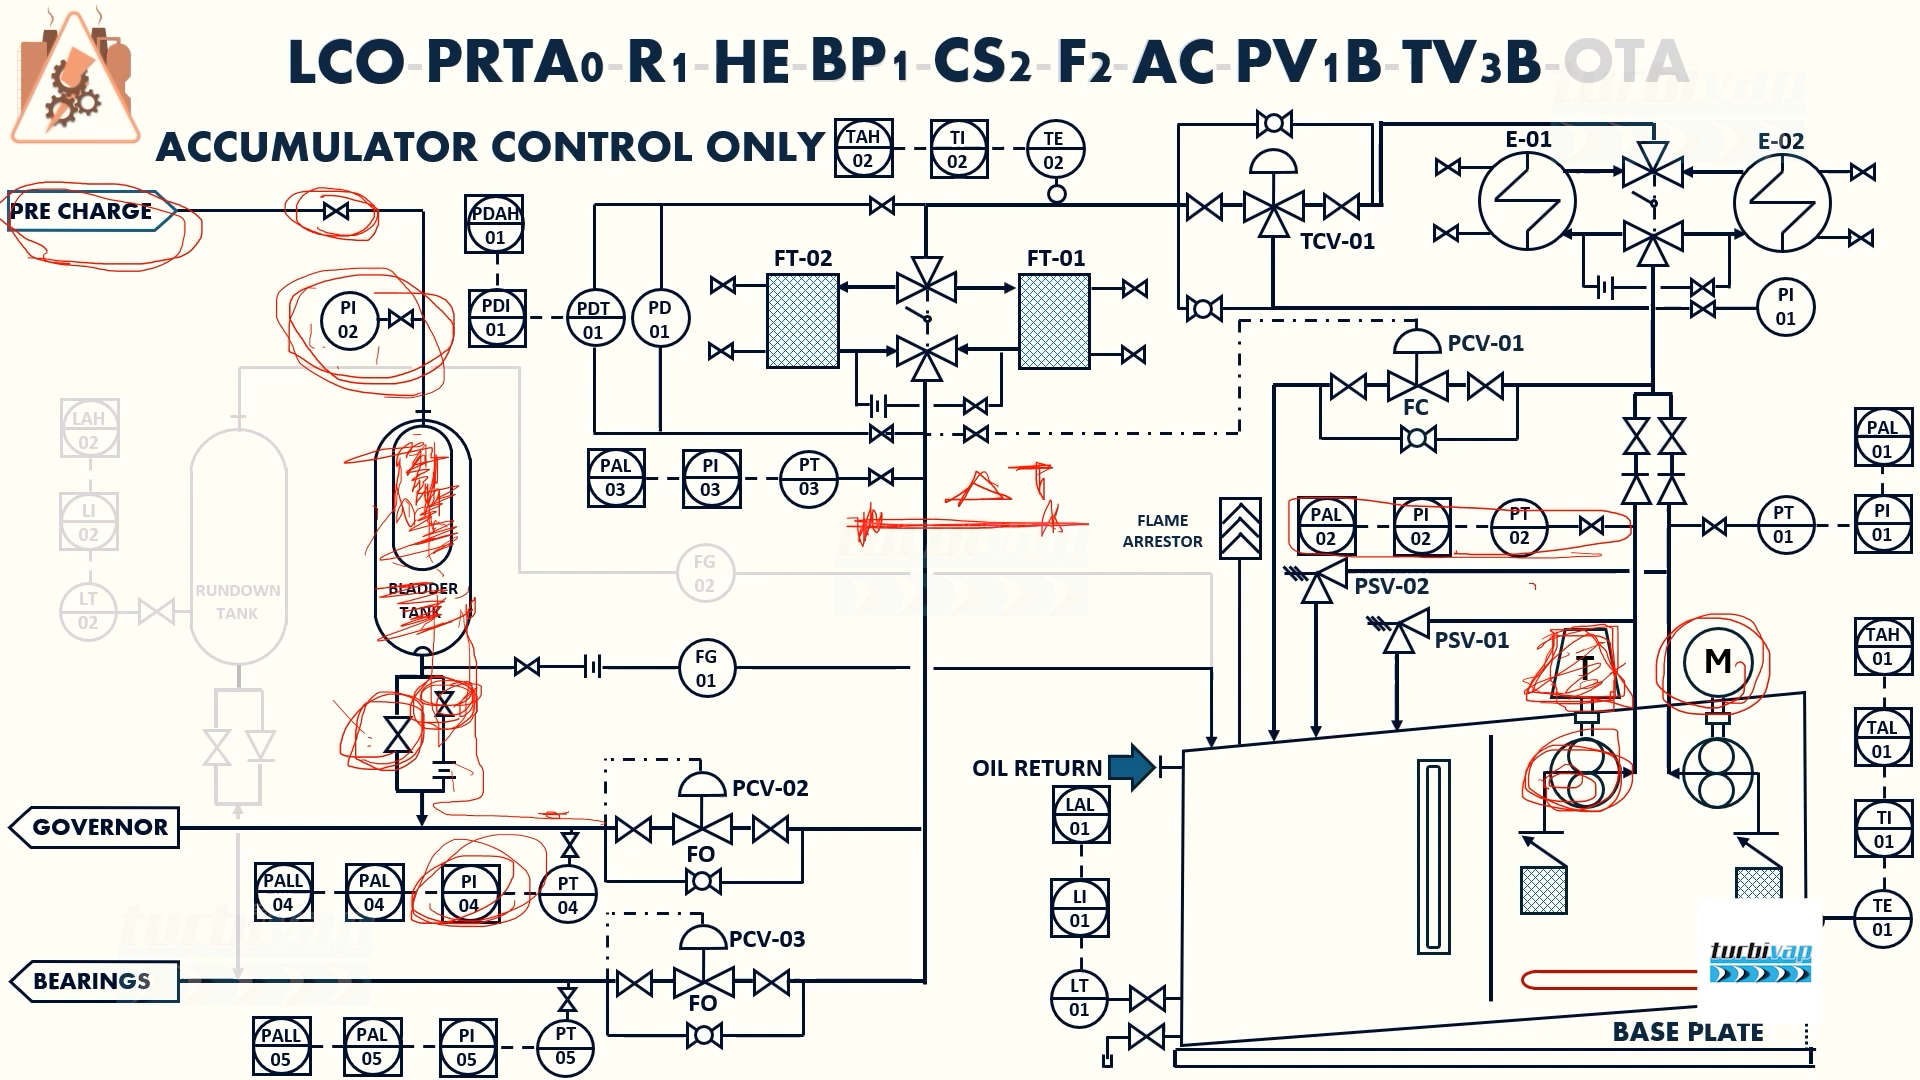 LCO-PRTA0-R1-HE-BP1-CS2-F2-AC-PV1B-TV3B-OTA
ACCUMULATOR CONTROL ONLY
TAH 02
TI 02
TE 02
E-01
E-02
PRE CHARGE
PDAH 01
TCV-01
FT-02
FT-01
PI 02
PDI 01
PDT 01
PD 01
PI 01
PCV-01
FC
LAH 02
PAL 03
PI 03
PT 03
PAL 01
LI 02
FLAME
ARRESTOR
PAL 02
PI 02
PT 02
PT 01
PI 01
RUNDOWN
TANK
BLADDER
TANK
FG 02
PSV-02
LT 02
PSV-01
FG 01
T
M
TAH 01
TAL 01
OIL RETURN
PCV-02
GOVERNOR
FO
LAL 01
TI 01
PALL 04
PAL 04
PI 04
PT 04
LI 01
TE 01
PCV-03
BEARINGS
FO
LT 01
turbivap
PALL 05
PAL 05
PI 05
PT 05
BASE PLATE